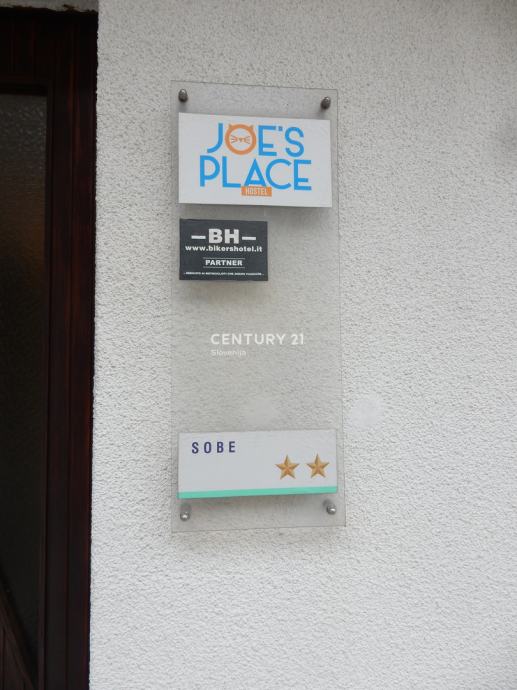 JOE'S
PLACE
HOSTEL
—BH—
www.bikershotel.it
PARTNER
CENTURY 21
Slovenija
SOBE